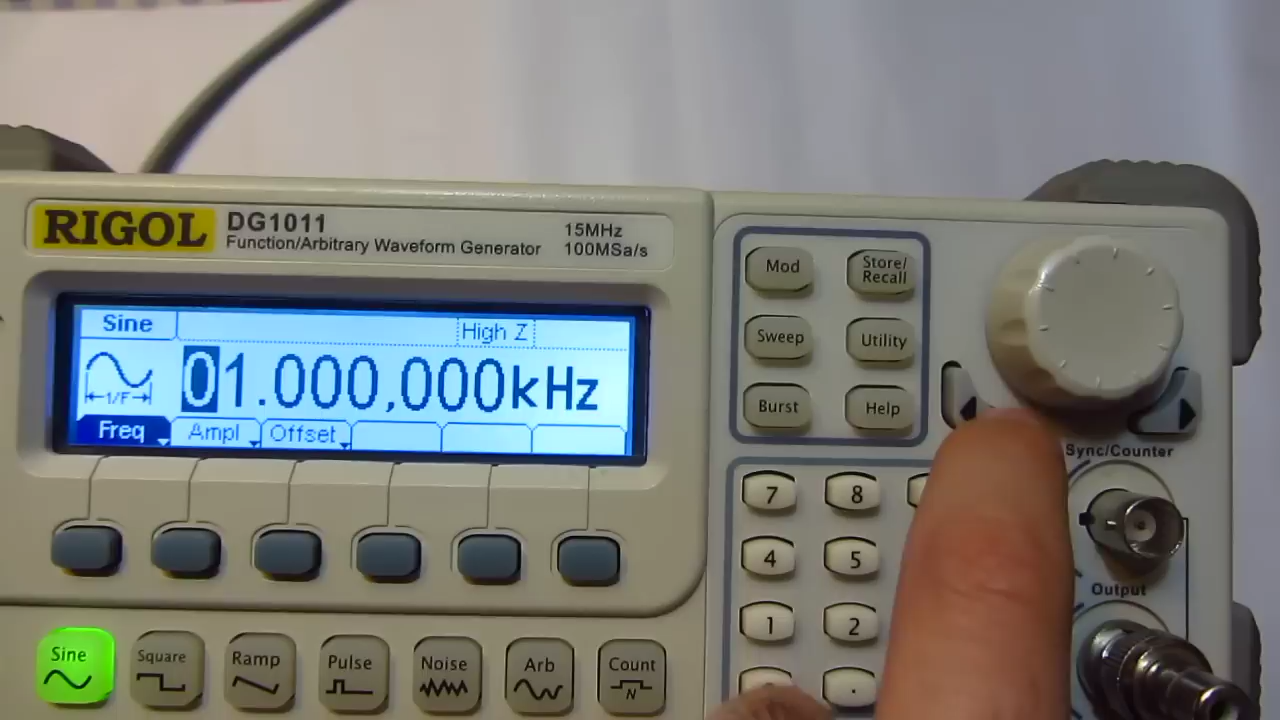 RIGOL
DG1011
Function/Arbitrary Waveform Generator
15MHz
100MSa/s
Sine
High Z
1/F
01.000,000kHz
Freq
Ampl
Offset
Mod
Store/
Recall
Sweep
Utility
Burst
Help
Sync/Counter
7
8
4
5
1
2
.
Output
Sine
Square
Ramp
Pulse
Noise
Arb
Count
N